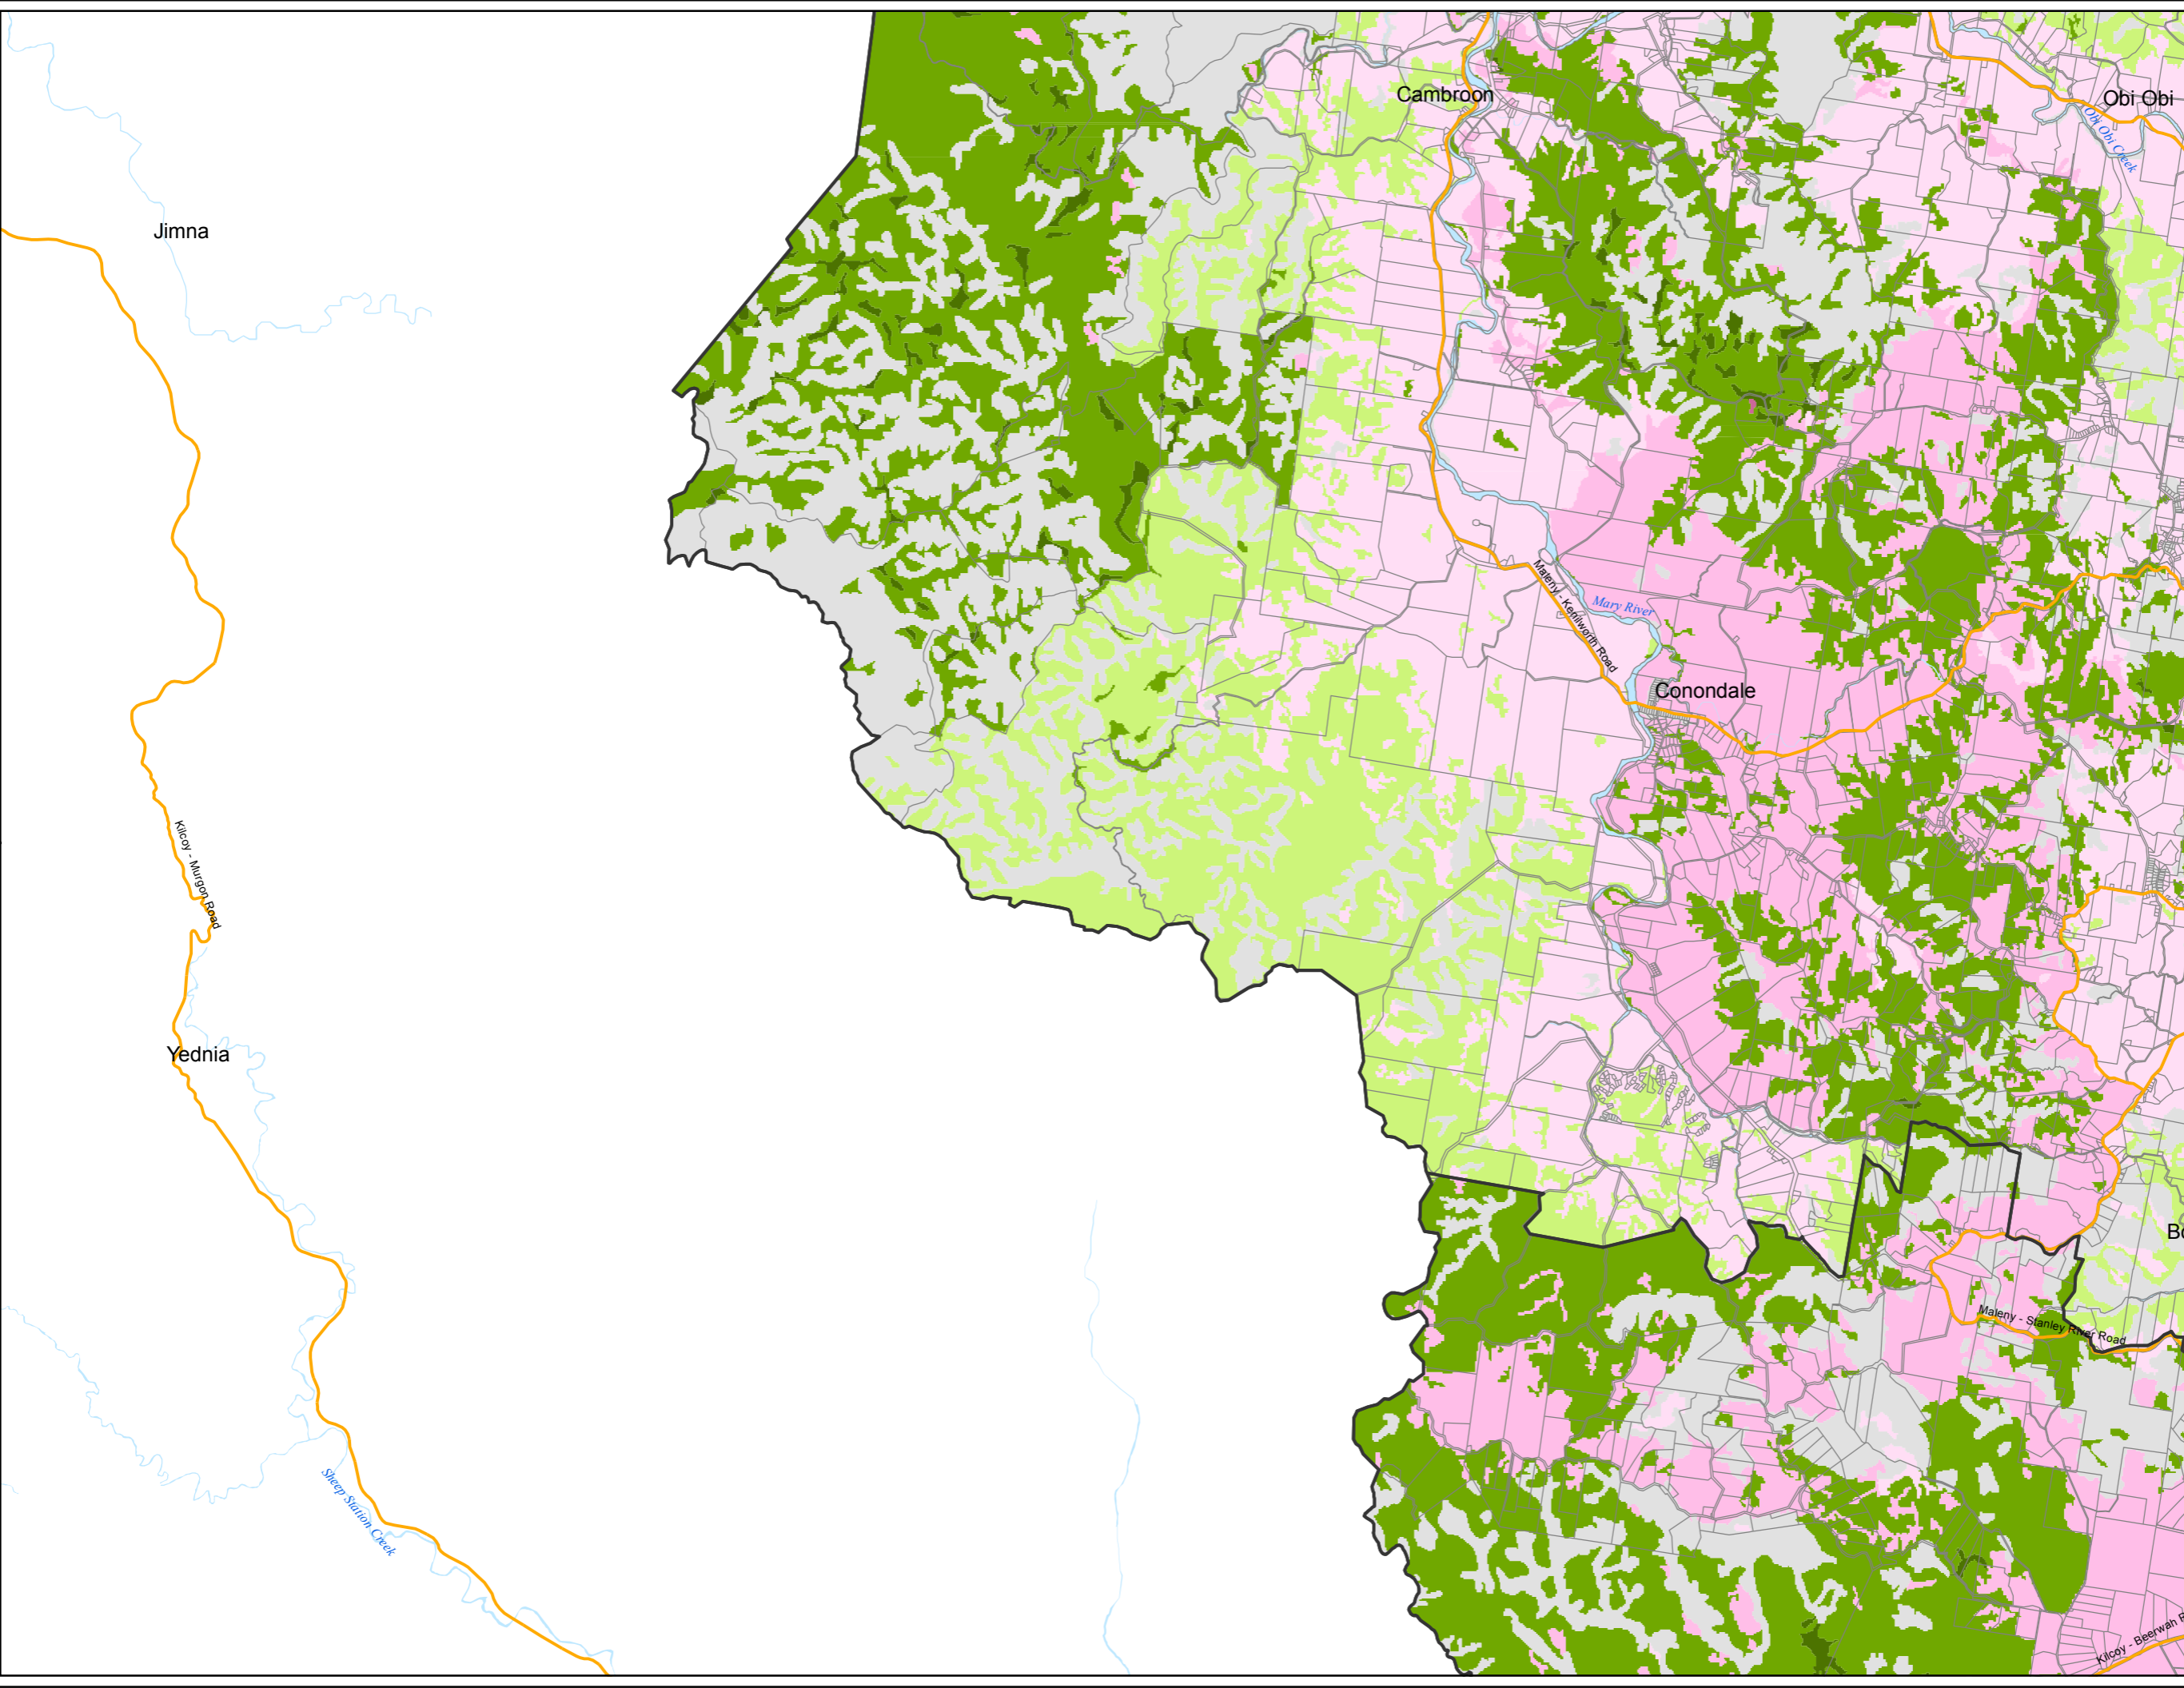 Cambroon
Obi Obi
Obi Obi Creek
Jimna
Maleny - Kenilworth Road
Mary River
Conondale
Kilcoy - Murgon Road
Yednia
Maleny - Stanley River Road
Sheep Station Creek
Kilcoy - Beerwah